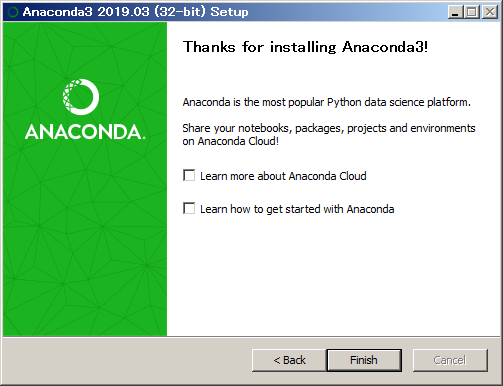 Anaconda3 2019.03 (32-bit) Setup
ANACONDA.
Thanks for installing Anaconda3!
Anaconda is the most popular Python data science platform.
Share your notebooks, packages, projects and environments
on Anaconda Cloud!
Learn more about Anaconda Cloud
Learn how to get started with Anaconda
< Back
Finish
Cancel